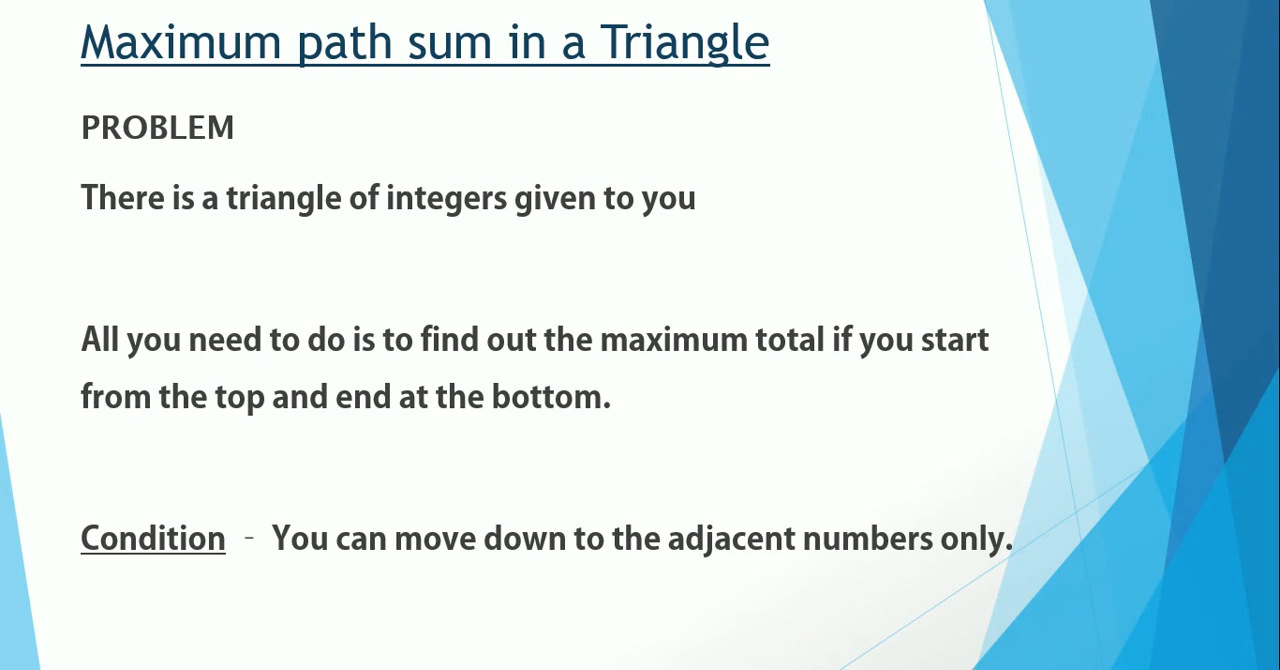 Maximum path sum in a Triangle
PROBLEM
There is a triangle of integers given to you
All you need to do is to find out the maximum total if you start
from the top and end at the bottom.
Condition - You can move down to the adjacent numbers only.